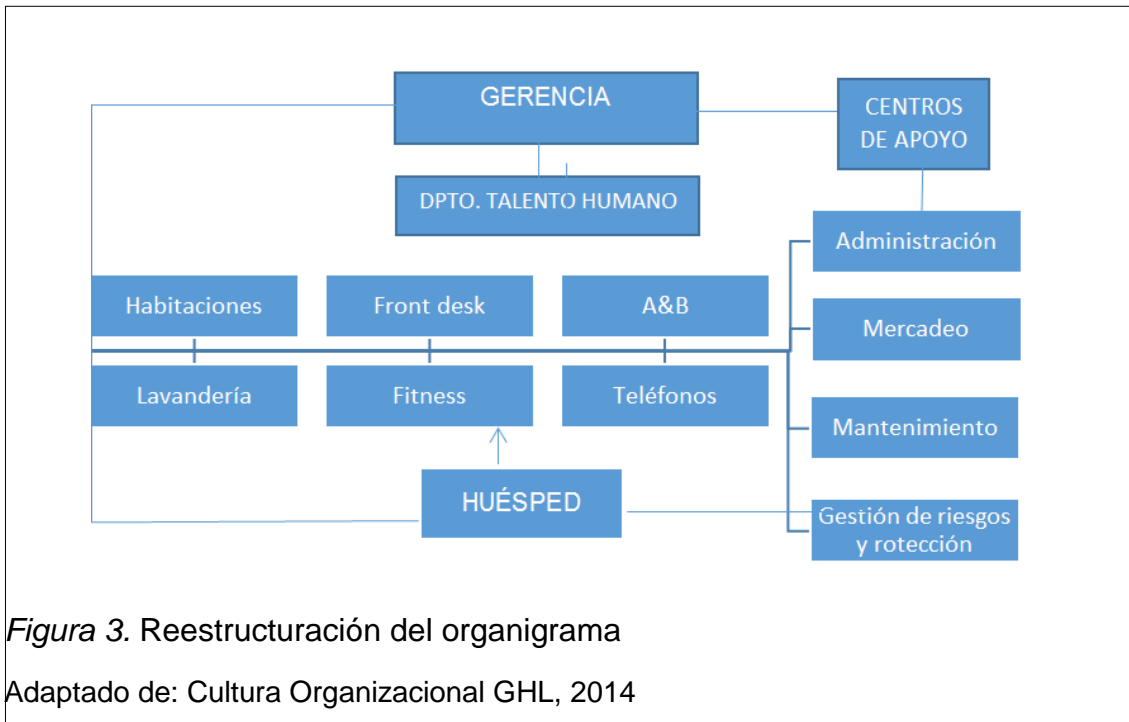 GERENCIA
CENTROS
DE APOYO
DPTO. TALENTO HUMANO
Administración
Habitaciones
Front desk
A&B
Mercadeo
Lavandería
Fitness
Teléfonos
Mantenimiento
HUÉSPED
Gestión de riesgos
y rotección
Figura 3. Reestructuración del organigrama
Adaptado de: Cultura Organizacional GHL, 2014